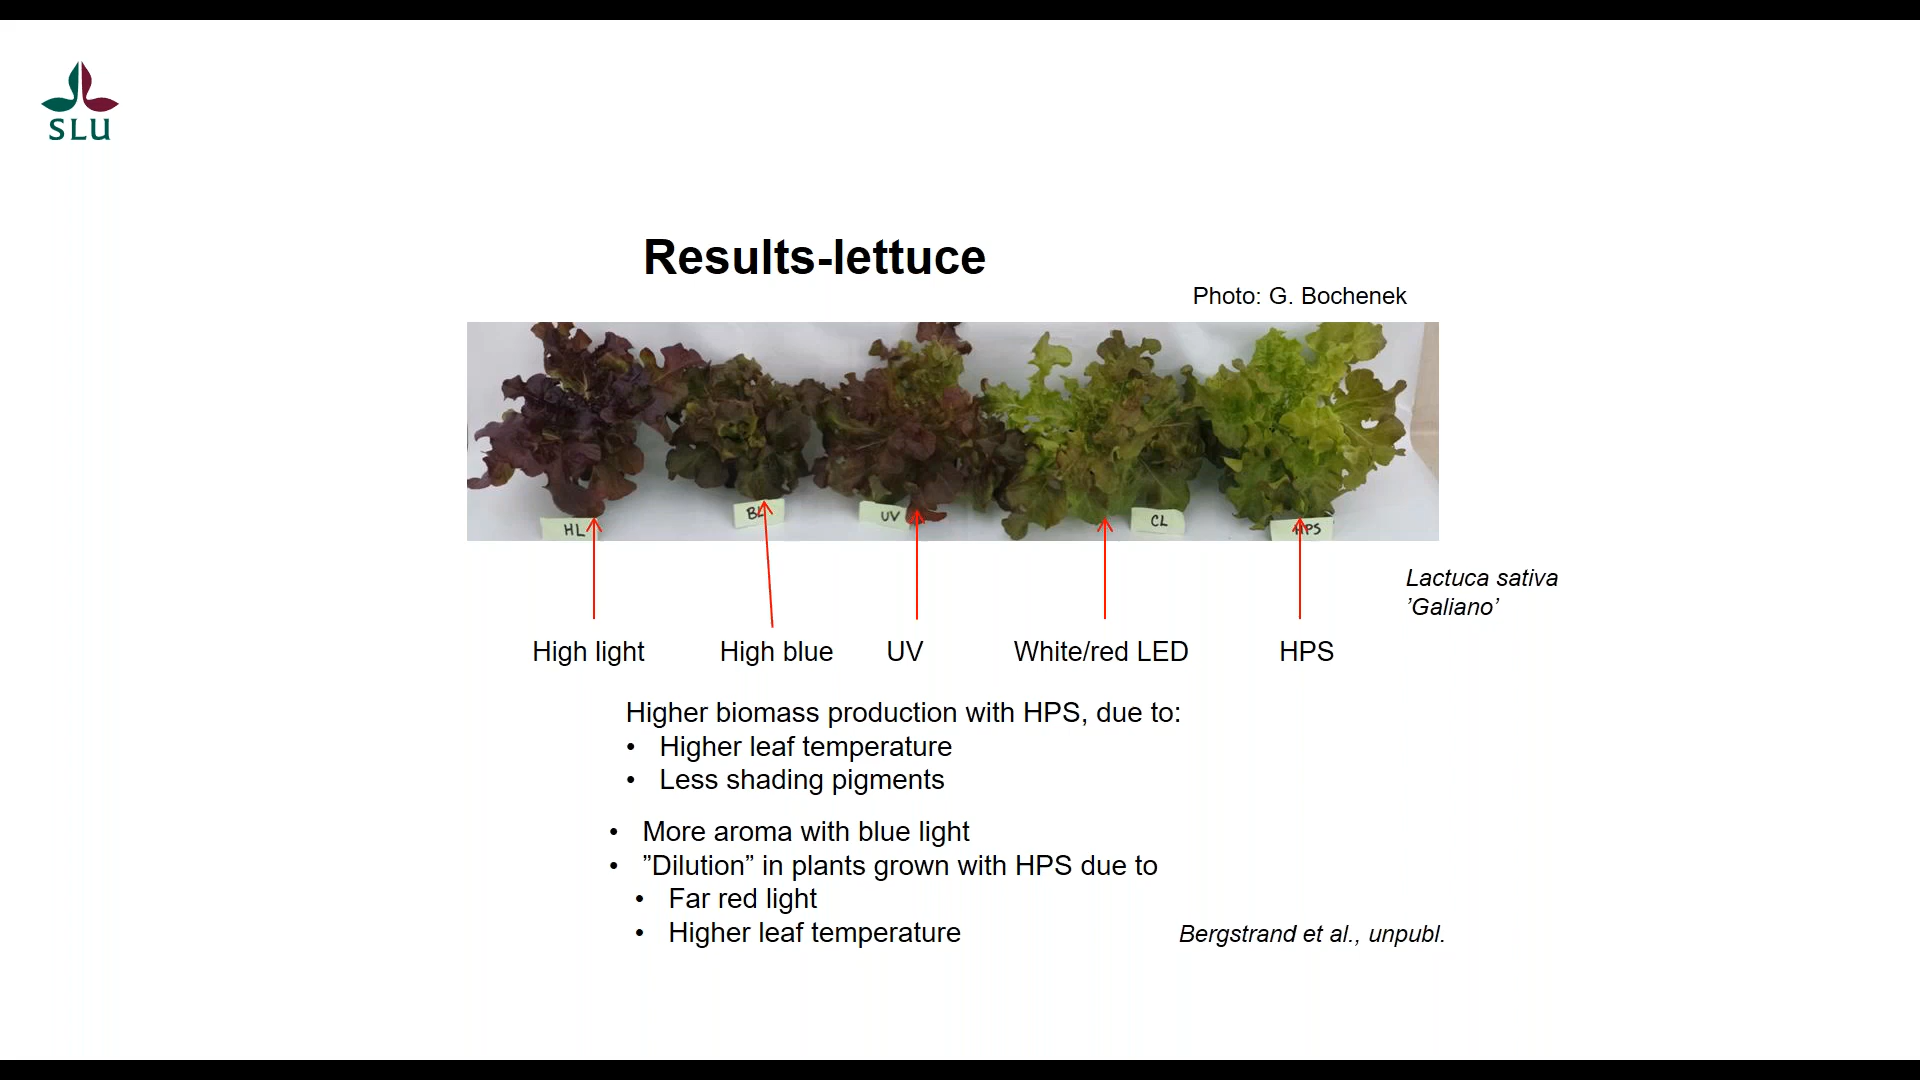 SLU
Results-lettuce
Photo: G. Bochenek
HL
BL
UV
CL
HPS
Lactuca sativa
’Galiano’
High light
High blue
UV
White/red LED
HPS
Higher biomass production with HPS, due to:
• Higher leaf temperature
• Less shading pigments
• More aroma with blue light
• ”Dilution” in plants grown with HPS due to
• Far red light
• Higher leaf temperature
Bergstrand et al., unpubl.